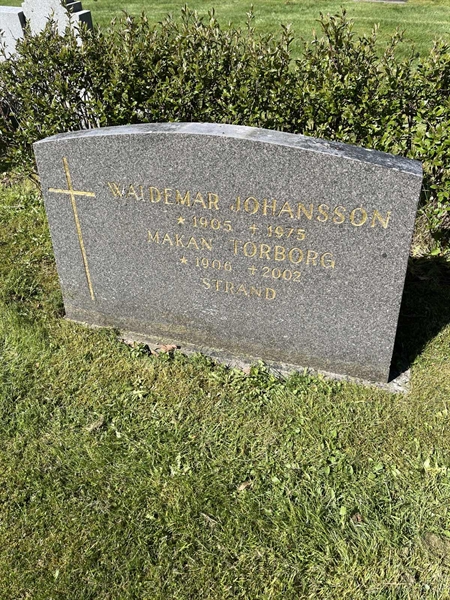 WALDEMAR JOHANSSON
* 1905 + 1975
MAKAN TORBORG
* 1906 + 2002
STRAND